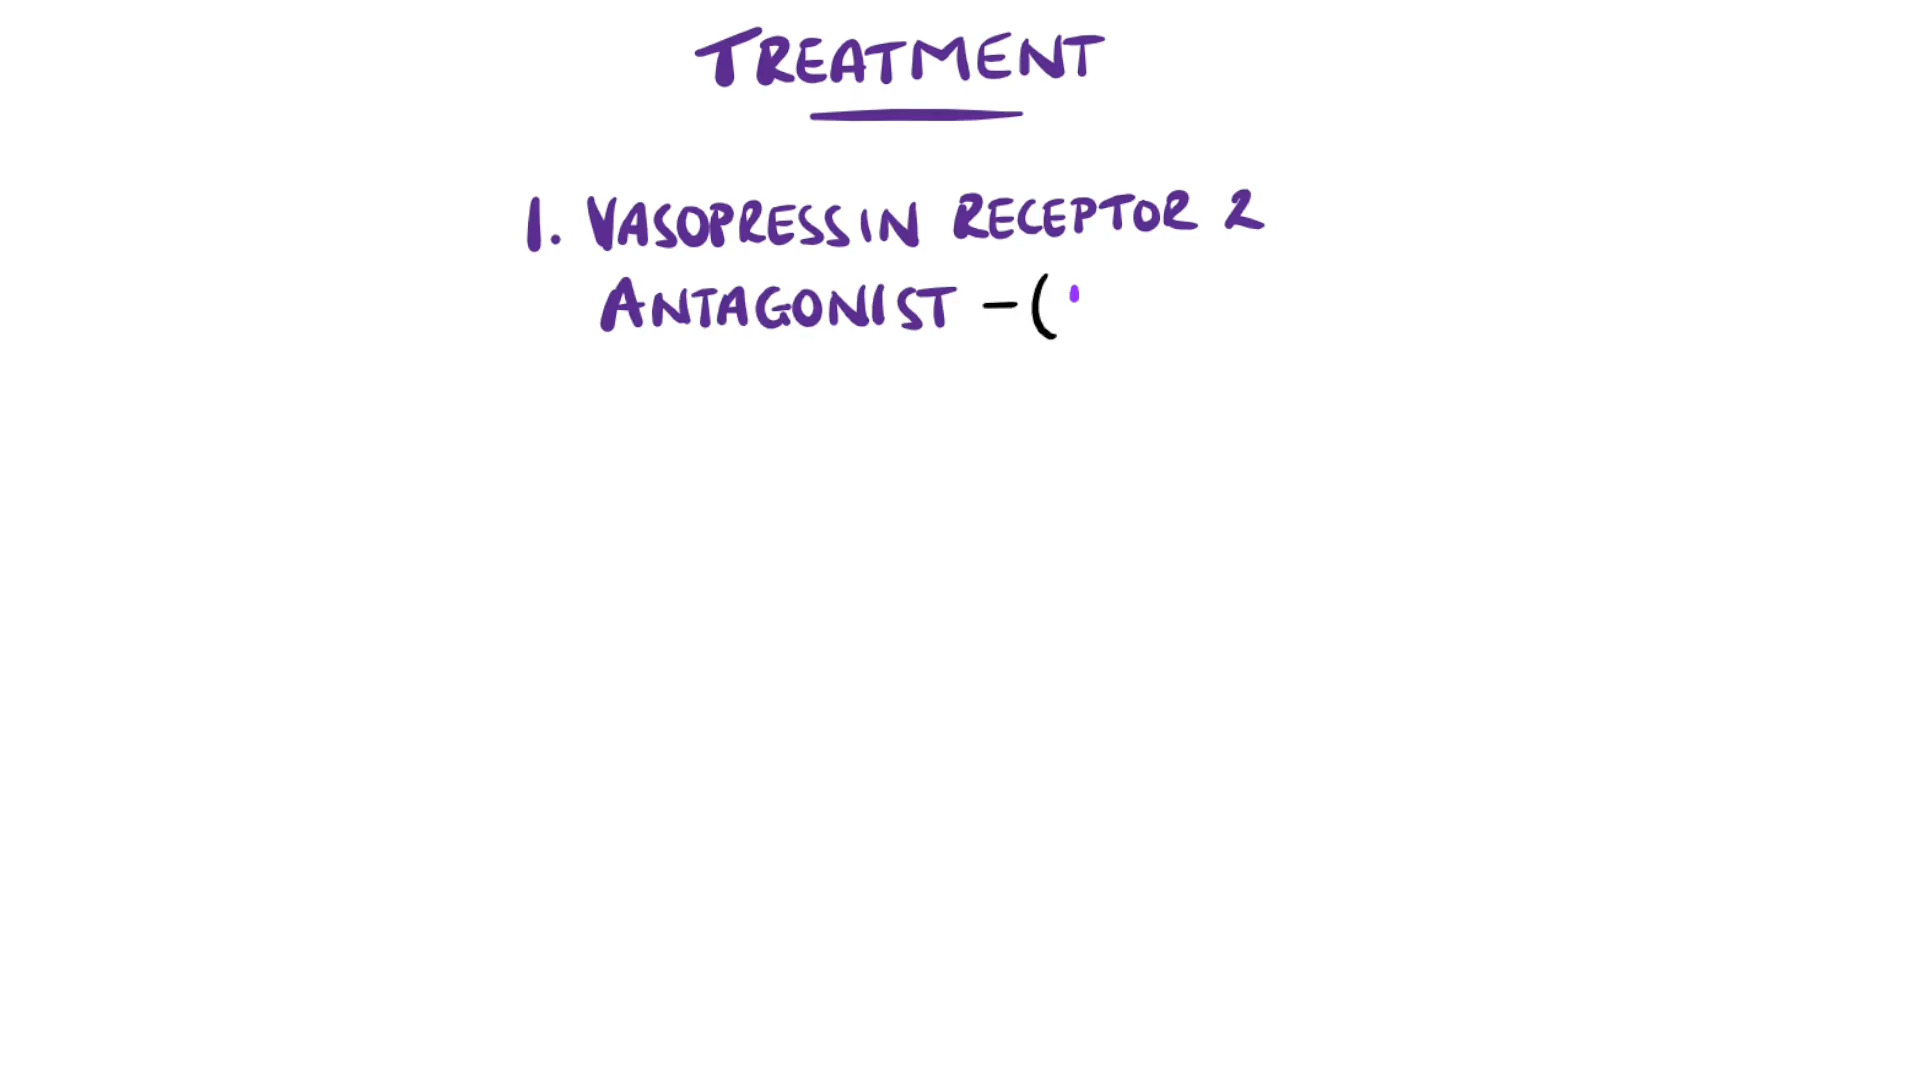 TREATMENT
1. VASOPRESSIN RECEPTOR 2
ANTAGONIST - (